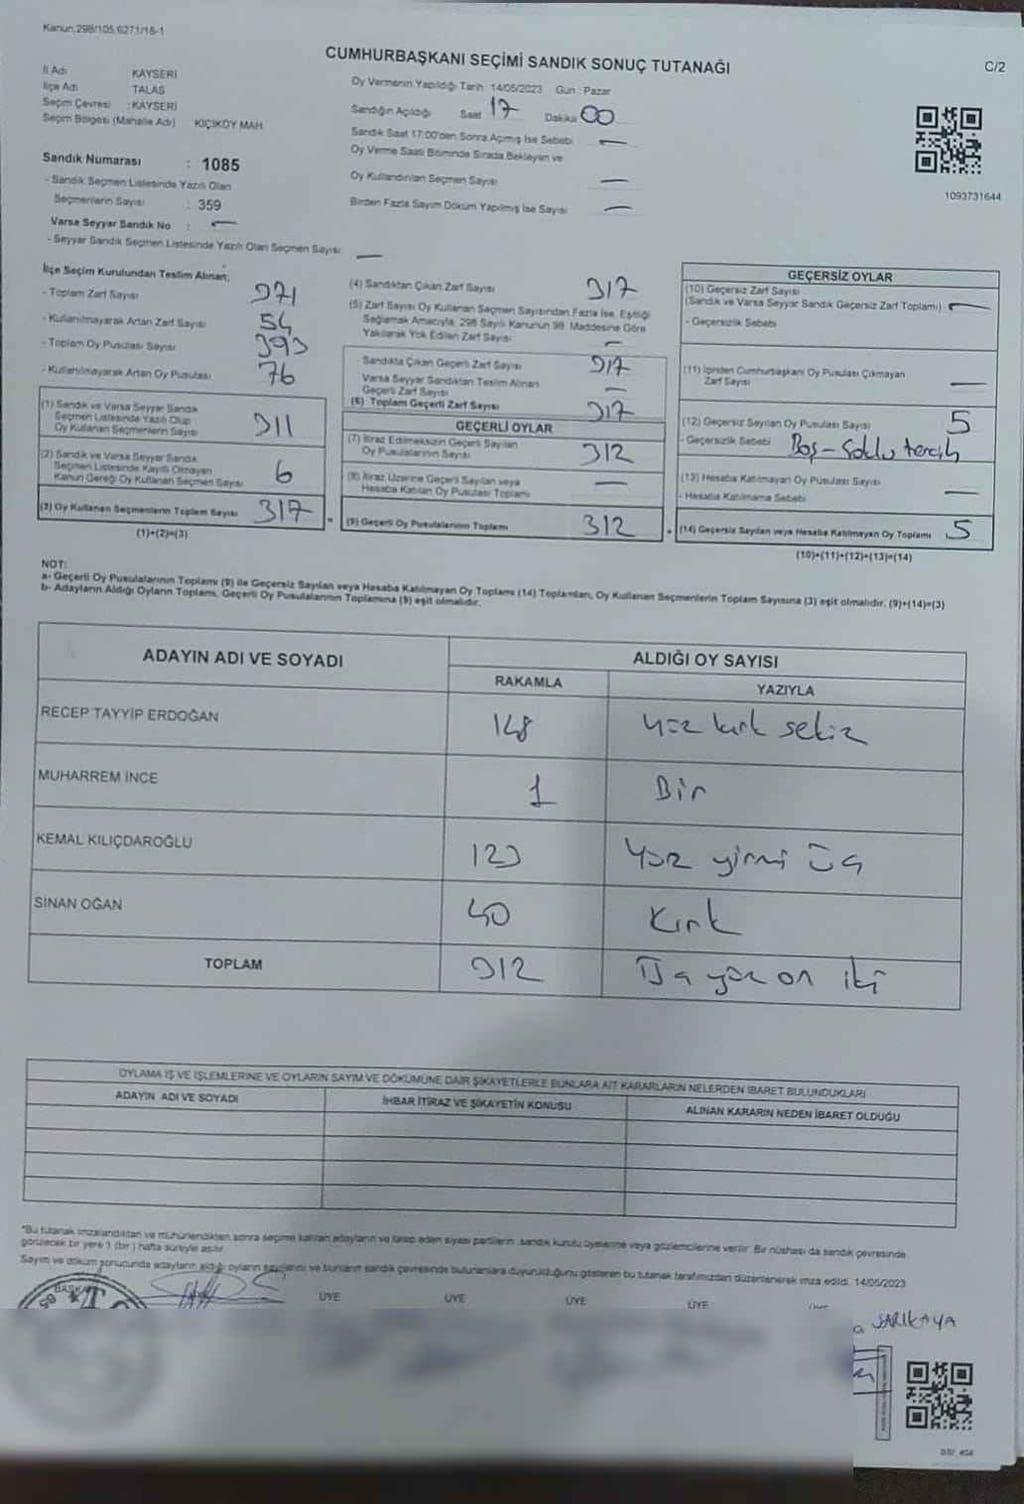 Kanun:298/105,6271/18-1
CUMHURBAŞKANI SEÇİMİ SANDIK SONUÇ TUTANAĞI
C/2
İl Adı KAYSERİ
İlçe Adı TALAS
Seçim Çevresi : KAYSERİ
Seçim Bölgesi (Mahalle Adı) KIÇIKÖY MAH.
Sandık Numarası : 1085
- Sandık Seçmen Listesinde Yazılı Olan
Seçmenlerin Sayısı : 359
Varsa Seyyar Sandık No : —
- Seyyar Sandık Seçmen Listesinde Yazılı Olan Seçmen Sayısı: —
Oy Vermenin Yapıldığı Tarih: 14/05/2023 Gün : Pazar
Sandığın Açıldığı Saat 17 Dakika 00
Sandık Saat 17:00'den Sonra Açılmış İse Sebebi —
Oy Verme Saati Bitiminde Sırada Bekleyen ve
Oy Kullandırılan Seçmen Sayısı —
Birden Fazla Sayım Döküm Yapılmış İse Sayısı —
1093731644
İlçe Seçim Kurulundan Teslim Alınan;
- Toplam Zarf Sayısı 371
- Kullanılmayarak Artan Zarf Sayısı 54
- Toplam Oy Pusulası Sayısı 393
- Kullanılmayarak Artan Oy Pusulası 76
(1) Sandık ve Varsa Seyyar Sandık
Seçmen Listesinde Yazılı Olup
Oy Kullanan Seçmenlerin Sayısı 311
(2) Sandık ve Varsa Seyyar Sandık
Seçmen Listesinde Kayıtlı Olmayan
Kanun Gereği Oy Kullanan Seçmen Sayısı 6
(3) Oy Kullanan Seçmenlerin Toplam Sayısı 317
(1)+(2)=(3)
(4) Sandıktan Çıkan Zarf Sayısı 317
(5) Zarf Sayısı Oy Kullanan Seçmen Sayısından Fazla İse, Eşitliği
Sağlamak Amacıyla, 298 Sayılı Kanunun 98. Maddesine Göre
Yakılarak Yok Edilen Zarf Sayısı —
Sandıkta Çıkan Geçerli Zarf Sayısı 317
Varsa Seyyar Sandıktan Teslim Alınan
Geçerli Zarf Sayısı —
(6) Toplam Geçerli Zarf Sayısı 317
GEÇERLİ OYLAR
(7) İtiraz Edilmeksizin Geçerli Sayılan
Oy Pusulalarının Sayısı 312
(8) İtiraz Üzerine Geçerli Sayılan veya
Hesaba Katılan Oy Pusulası Toplamı —
(9) Geçerli Oy Pusulalarının Toplamı 312
GEÇERSİZ OYLAR
(10) Geçersiz Zarf Sayısı
(Sandık ve Varsa Seyyar Sandık Geçersiz Zarf Toplamı) —
- Geçersizlik Sebebi
(11) İçinden Cumhurbaşkanı Oy Pusulası Çıkmayan
Zarf Sayısı —
(12) Geçersiz Sayılan Oy Pusulası Sayısı 5
- Geçersizlik Sebebi Boş -
(13) Hesaba Katılmayan Oy Pusulası Sayısı —
- Hesaba Katılmama Sebebi
(14) Geçersiz Sayılan veya Hesaba Katılmayan Oy Toplamı 5
(10)+(11)+(12)+(13)=(14)
NOT:
a- Geçerli Oy Pusulalarının Toplamı (9) ile Geçersiz Sayılan veya Hesaba Katılmayan Oy Toplamı (14) Toplamları, Oy Kullanan Seçmenlerin Toplam Sayısına (3) eşit olmalıdır. (9)+(14)=(3)
b- Adayların Aldığı Oyların Toplamı, Geçerli Oy Pusulalarının Toplamına (9) eşit olmalıdır.
ADAYIN ADI VE SOYADI
ALDIĞI OY SAYISI
RAKAMLA YAZIYLA
RECEP TAYYİP ERDOĞAN 148 yüz kırk sekiz
MUHARREM İNCE 1 Bir
KEMAL KILIÇDAROĞLU 123 yüz yirmi üç
SİNAN OĞAN 40 Kırk
TOPLAM 312 Üç yüz on iki
OYLAMA İŞ VE İŞLEMLERİNE VE OYLARIN SAYIM VE DÖKÜMÜNE DAİR ŞİKAYETLERLE BUNLARA AİT KARARLARIN NELERDEN İBARET BULUNDUKLARI
ADAYIN ADI VE SOYADI İHBAR İTİRAZ VE ŞİKAYETİN KONUSU ALINAN KARARIN NEDEN İBARET OLDUĞU
*Bu tutanak imzalandıktan ve mühürlendikten sonra seçime katılan adayların ve talep eden siyasi partilerin sandık kurulu üyelerine veya gözlemcilerine verilir. Bir nüshası da sandık çevresinde
görülecek bir yere 1 (bir) hafta süreyle asılır.
Sayım ve döküm sonucunda adayların aldığı oyların sayılarını ve bunların sandık çevresinde bulunanlara duyurulduğunu gösteren bu tutanak tarafımızdan düzenlenerek imza edildi. 14/05/2023
BAŞKAN ÜYE ÜYE ÜYE ÜYE
SARIKAYA